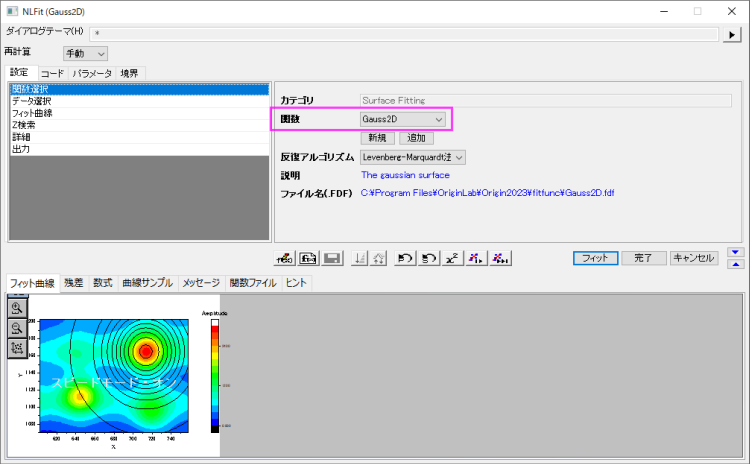 NLFit (Gauss2D)
ダイアログテーマ(H) *
再計算 手動
設定 コード パラメータ 境界
関数選択
データ選択
フィット曲線
Z検索
詳細
出力
カテゴリ Surface Fitting
関数 Gauss2D
新規 追加
反復アルゴリズム Levenberg-Marquardt法
説明 The gaussian surface
ファイル名(.FDF) C:¥Program Files¥OriginLab¥Origin2023¥fitfunc¥Gauss2D.fdf
フィット 完了 キャンセル
フィット曲線 残差 数式 曲線サンプル メッセージ 関数ファイル ヒント
Amplitude
スピードモード・オン
Y
620 640 660 680 700 720 740
X